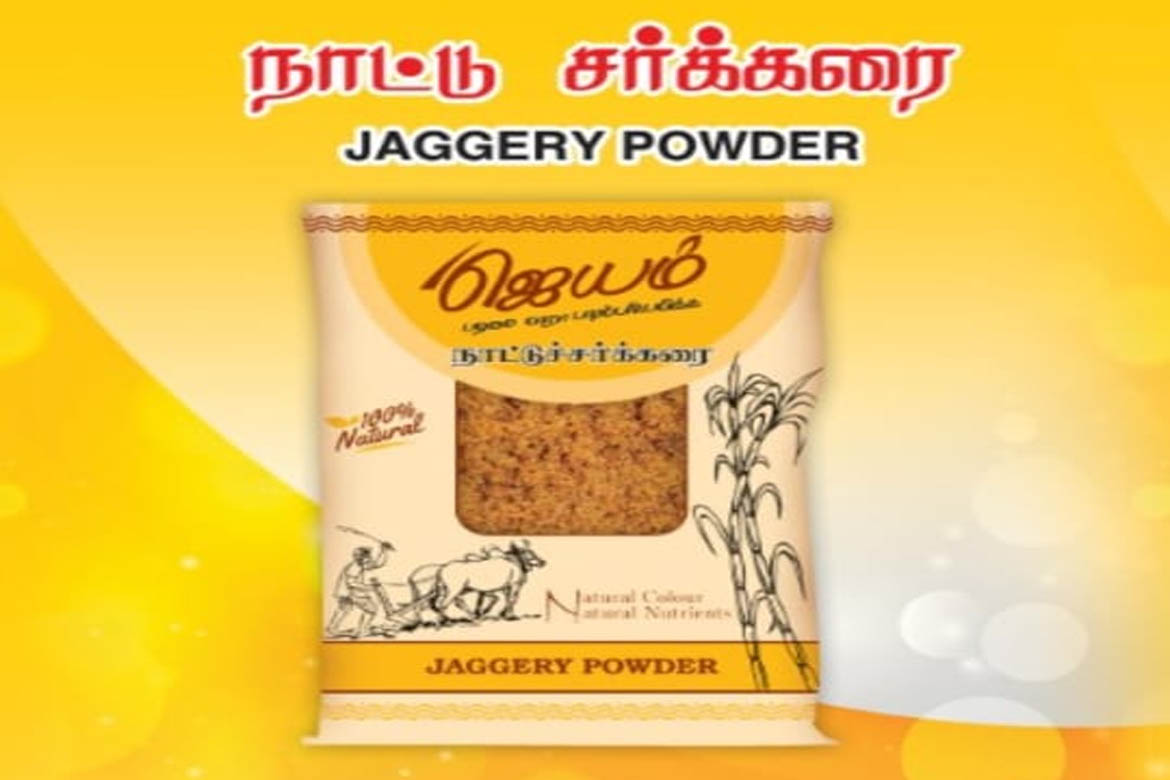 நாட்டு சர்க்கரை
JAGGERY POWDER
ஜெயம்
நாட்டுச்சர்க்கரை
100%
Natural
Natural Colour
Natural Nutrients
JAGGERY POWDER